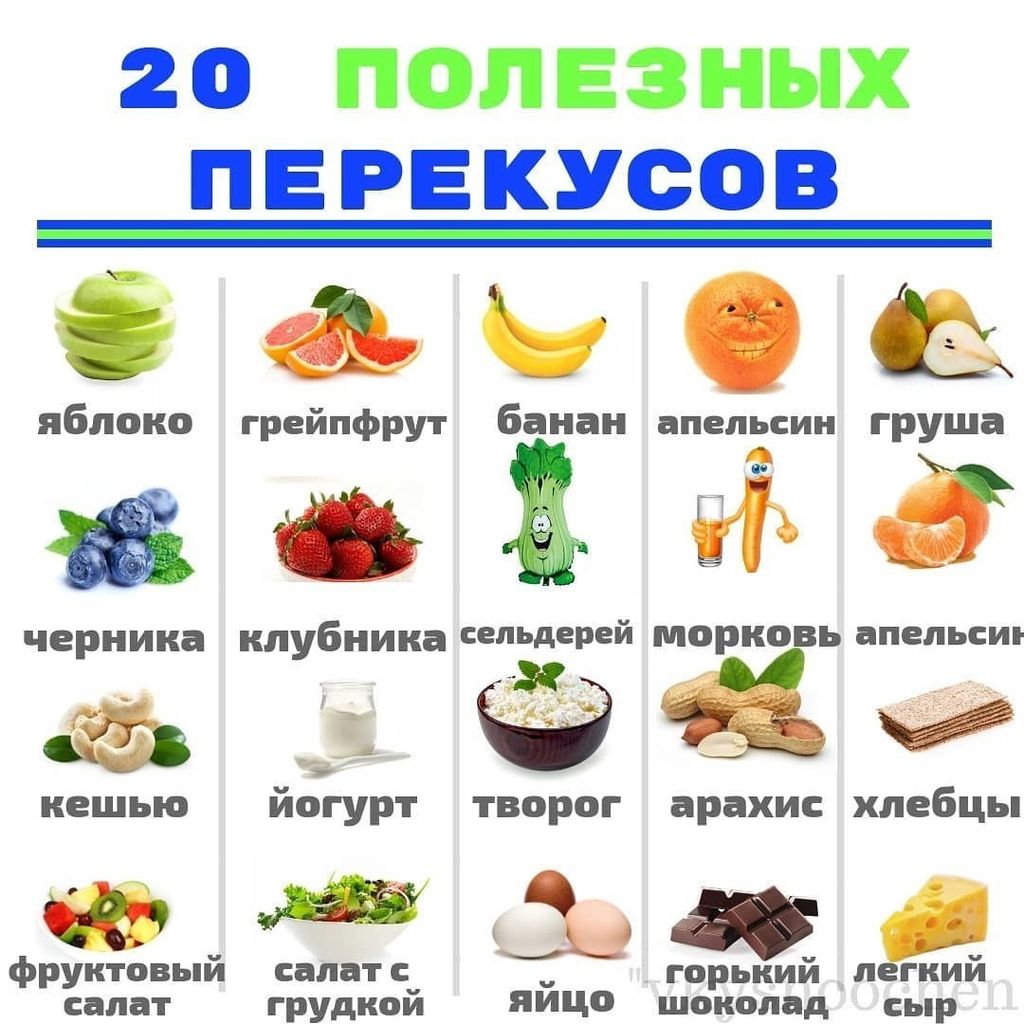 20 ПОЛЕЗНЫХ
ПЕРЕКУСОВ
яблоко грейпфрут банан апельсин груша
черника клубника сельдерей морковь апельсин
кешью йогурт творог арахис хлебцы
фруктовый салат с яйцо горький легкий
салат грудкой шоколад сыр
"vkysnoochen